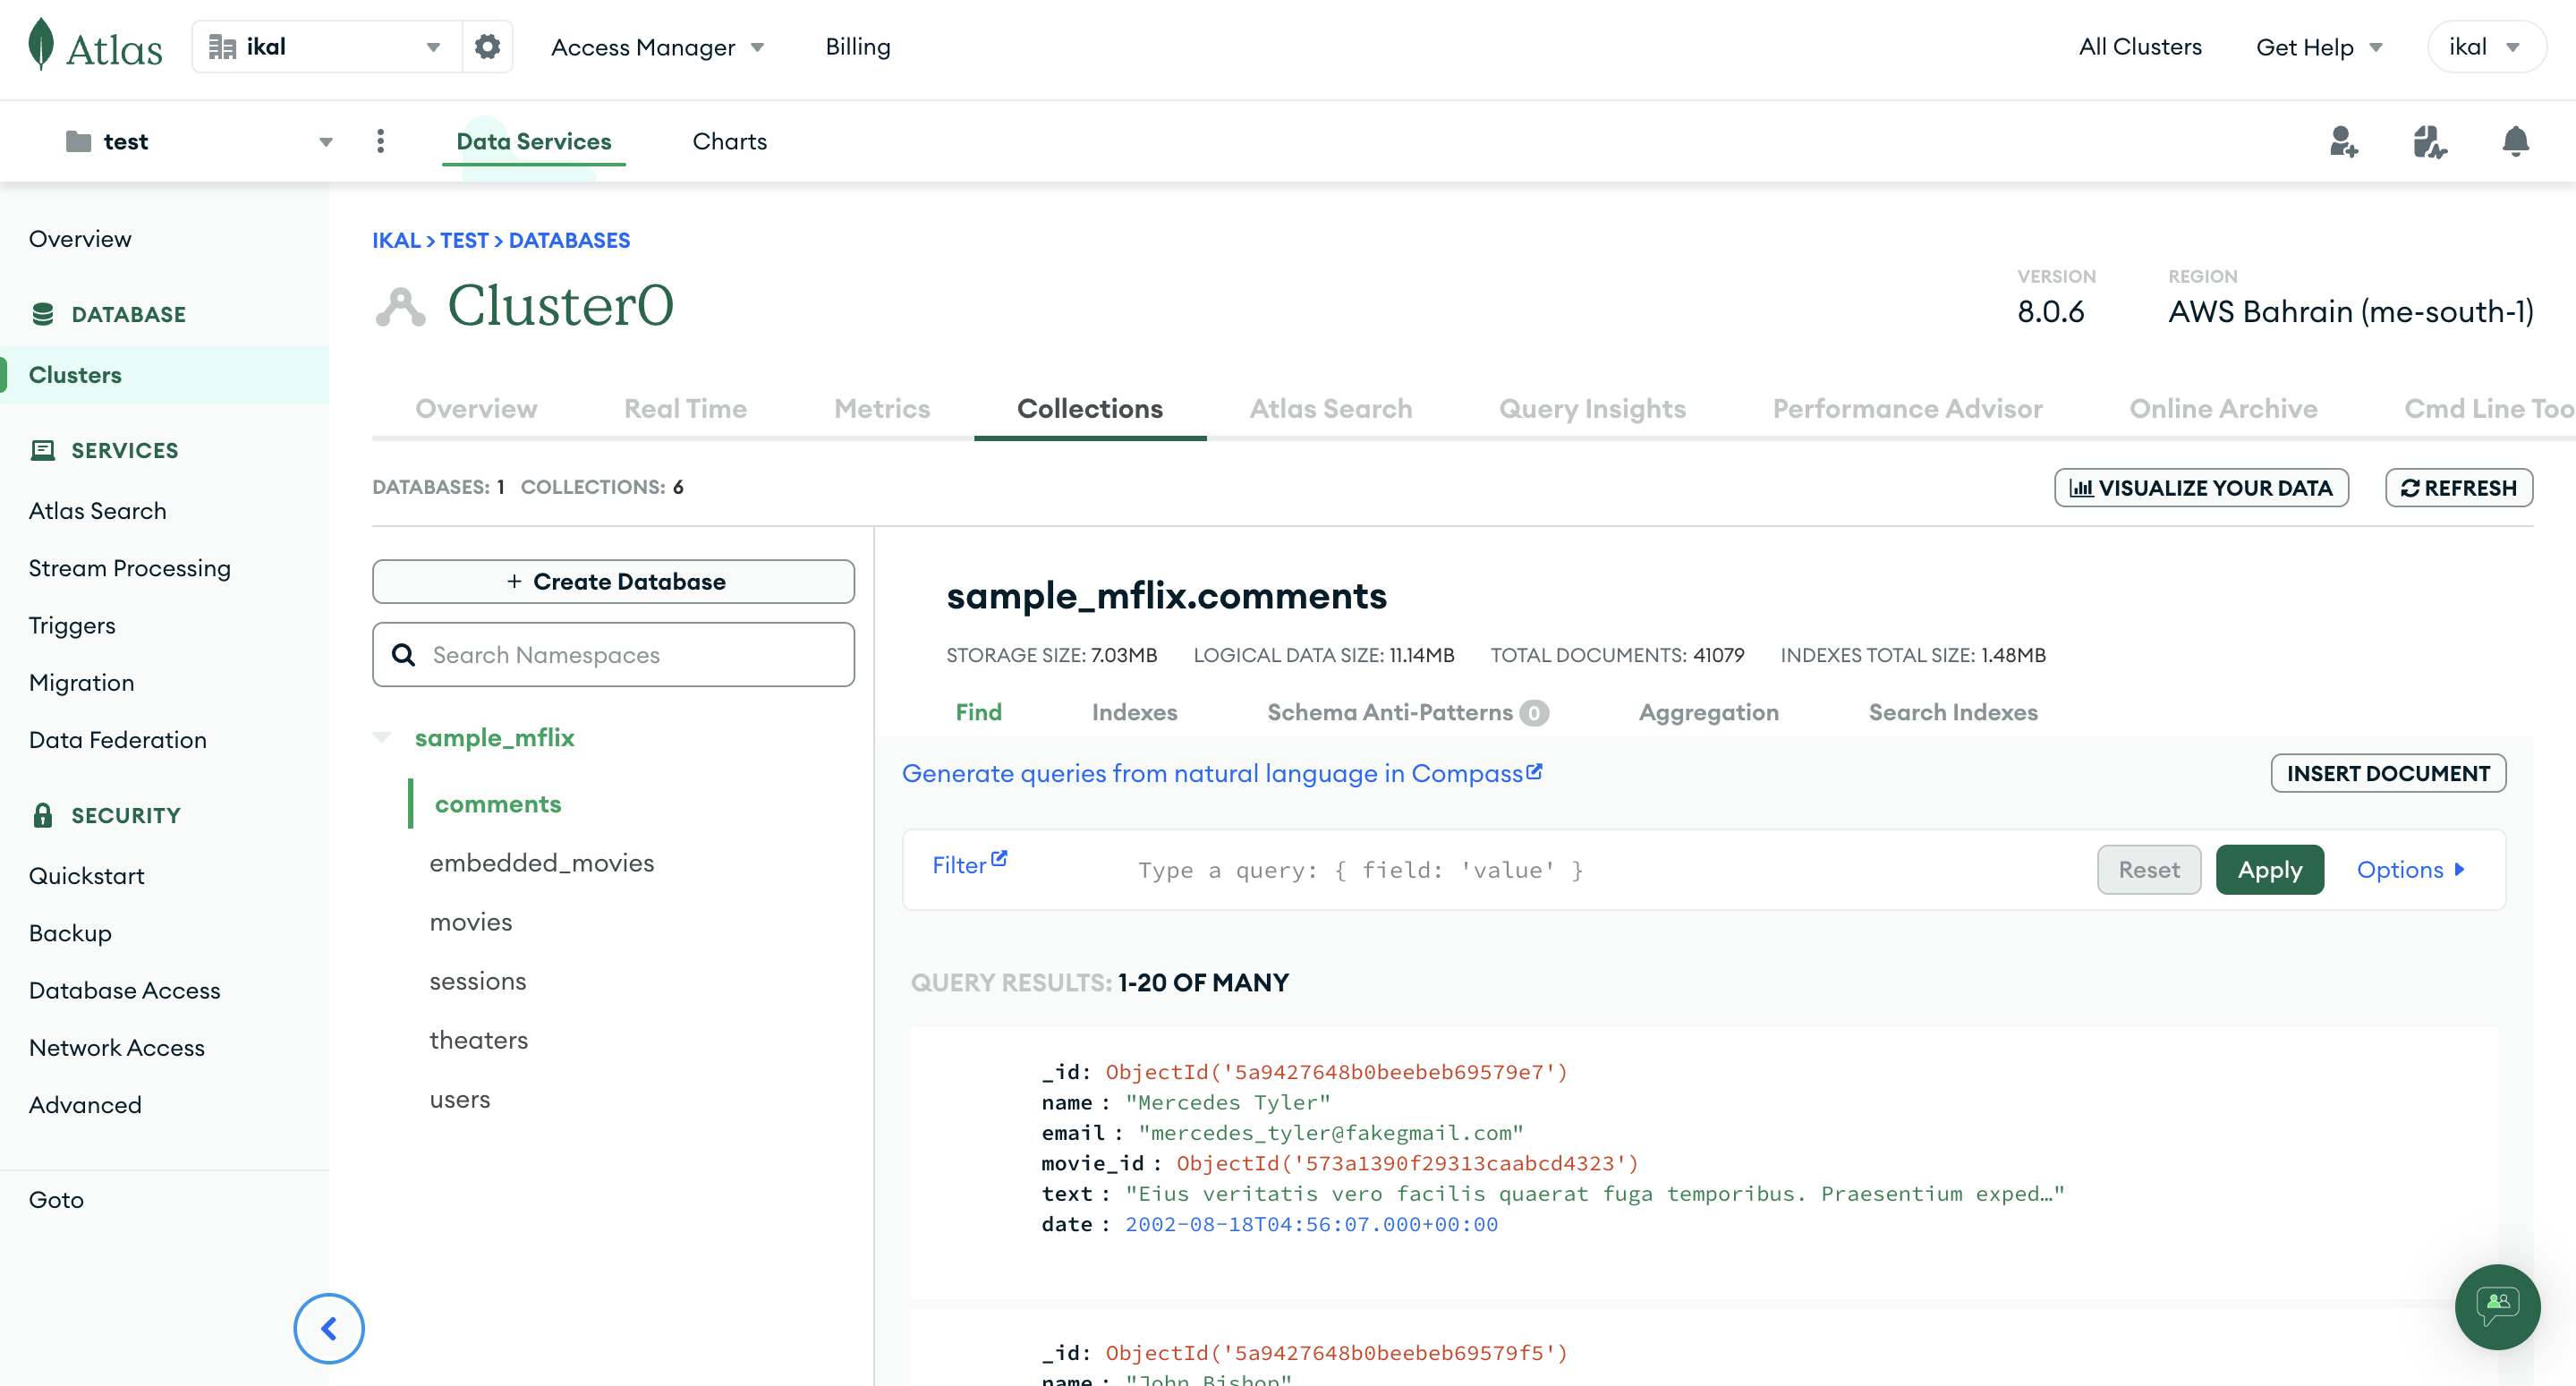 Atlas
ikal
Access Manager
Billing
All Clusters
Get Help
ikal
test
Data Services
Charts
Overview
DATABASE
Clusters
SERVICES
Atlas Search
Stream Processing
Triggers
Migration
Data Federation
SECURITY
Quickstart
Backup
Database Access
Network Access
Advanced
Goto
IKAL > TEST > DATABASES
Cluster0
VERSION
8.0.6
REGION
AWS Bahrain (me-south-1)
Overview
Real Time
Metrics
Collections
Atlas Search
Query Insights
Performance Advisor
Online Archive
Cmd Line Too
DATABASES: 1 COLLECTIONS: 6
VISUALIZE YOUR DATA
REFRESH
+ Create Database
Search Namespaces
sample_mflix
comments
embedded_movies
movies
sessions
theaters
users
sample_mflix.comments
STORAGE SIZE: 7.03MB LOGICAL DATA SIZE: 11.14MB TOTAL DOCUMENTS: 41079 INDEXES TOTAL SIZE: 1.48MB
Find
Indexes
Schema Anti-Patterns 0
Aggregation
Search Indexes
Generate queries from natural language in Compass
INSERT DOCUMENT
Filter
Type a query: { field: 'value' }
Reset
Apply
Options
QUERY RESULTS: 1-20 OF MANY
_id: ObjectId('5a9427648b0beebeb69579e7')
name : "Mercedes Tyler"
email : "mercedes_tyler@fakegmail.com"
movie_id : ObjectId('573a1390f29313caabcd4323')
text : "Eius veritatis vero facilis quaerat fuga temporibus. Praesentium exped…"
date : 2002-08-18T04:56:07.000+00:00
_id: ObjectId('5a9427648b0beebeb69579f5')
name : "John Bishop"